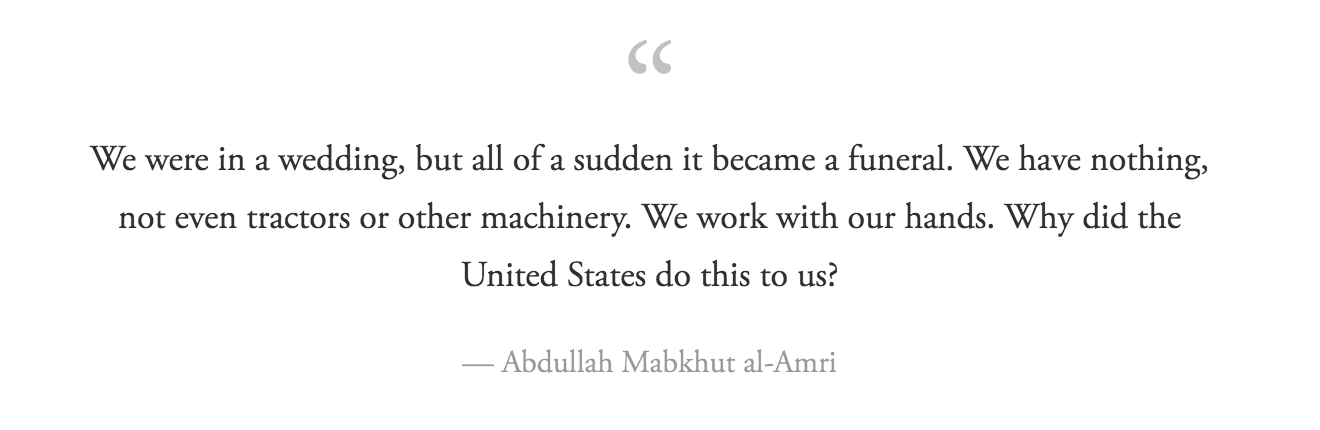 “
We were in a wedding, but all of a sudden it became a funeral. We have nothing,
not even tractors or other machinery. We work with our hands. Why did the
United States do this to us?
— Abdullah Mabkhut al-Amri